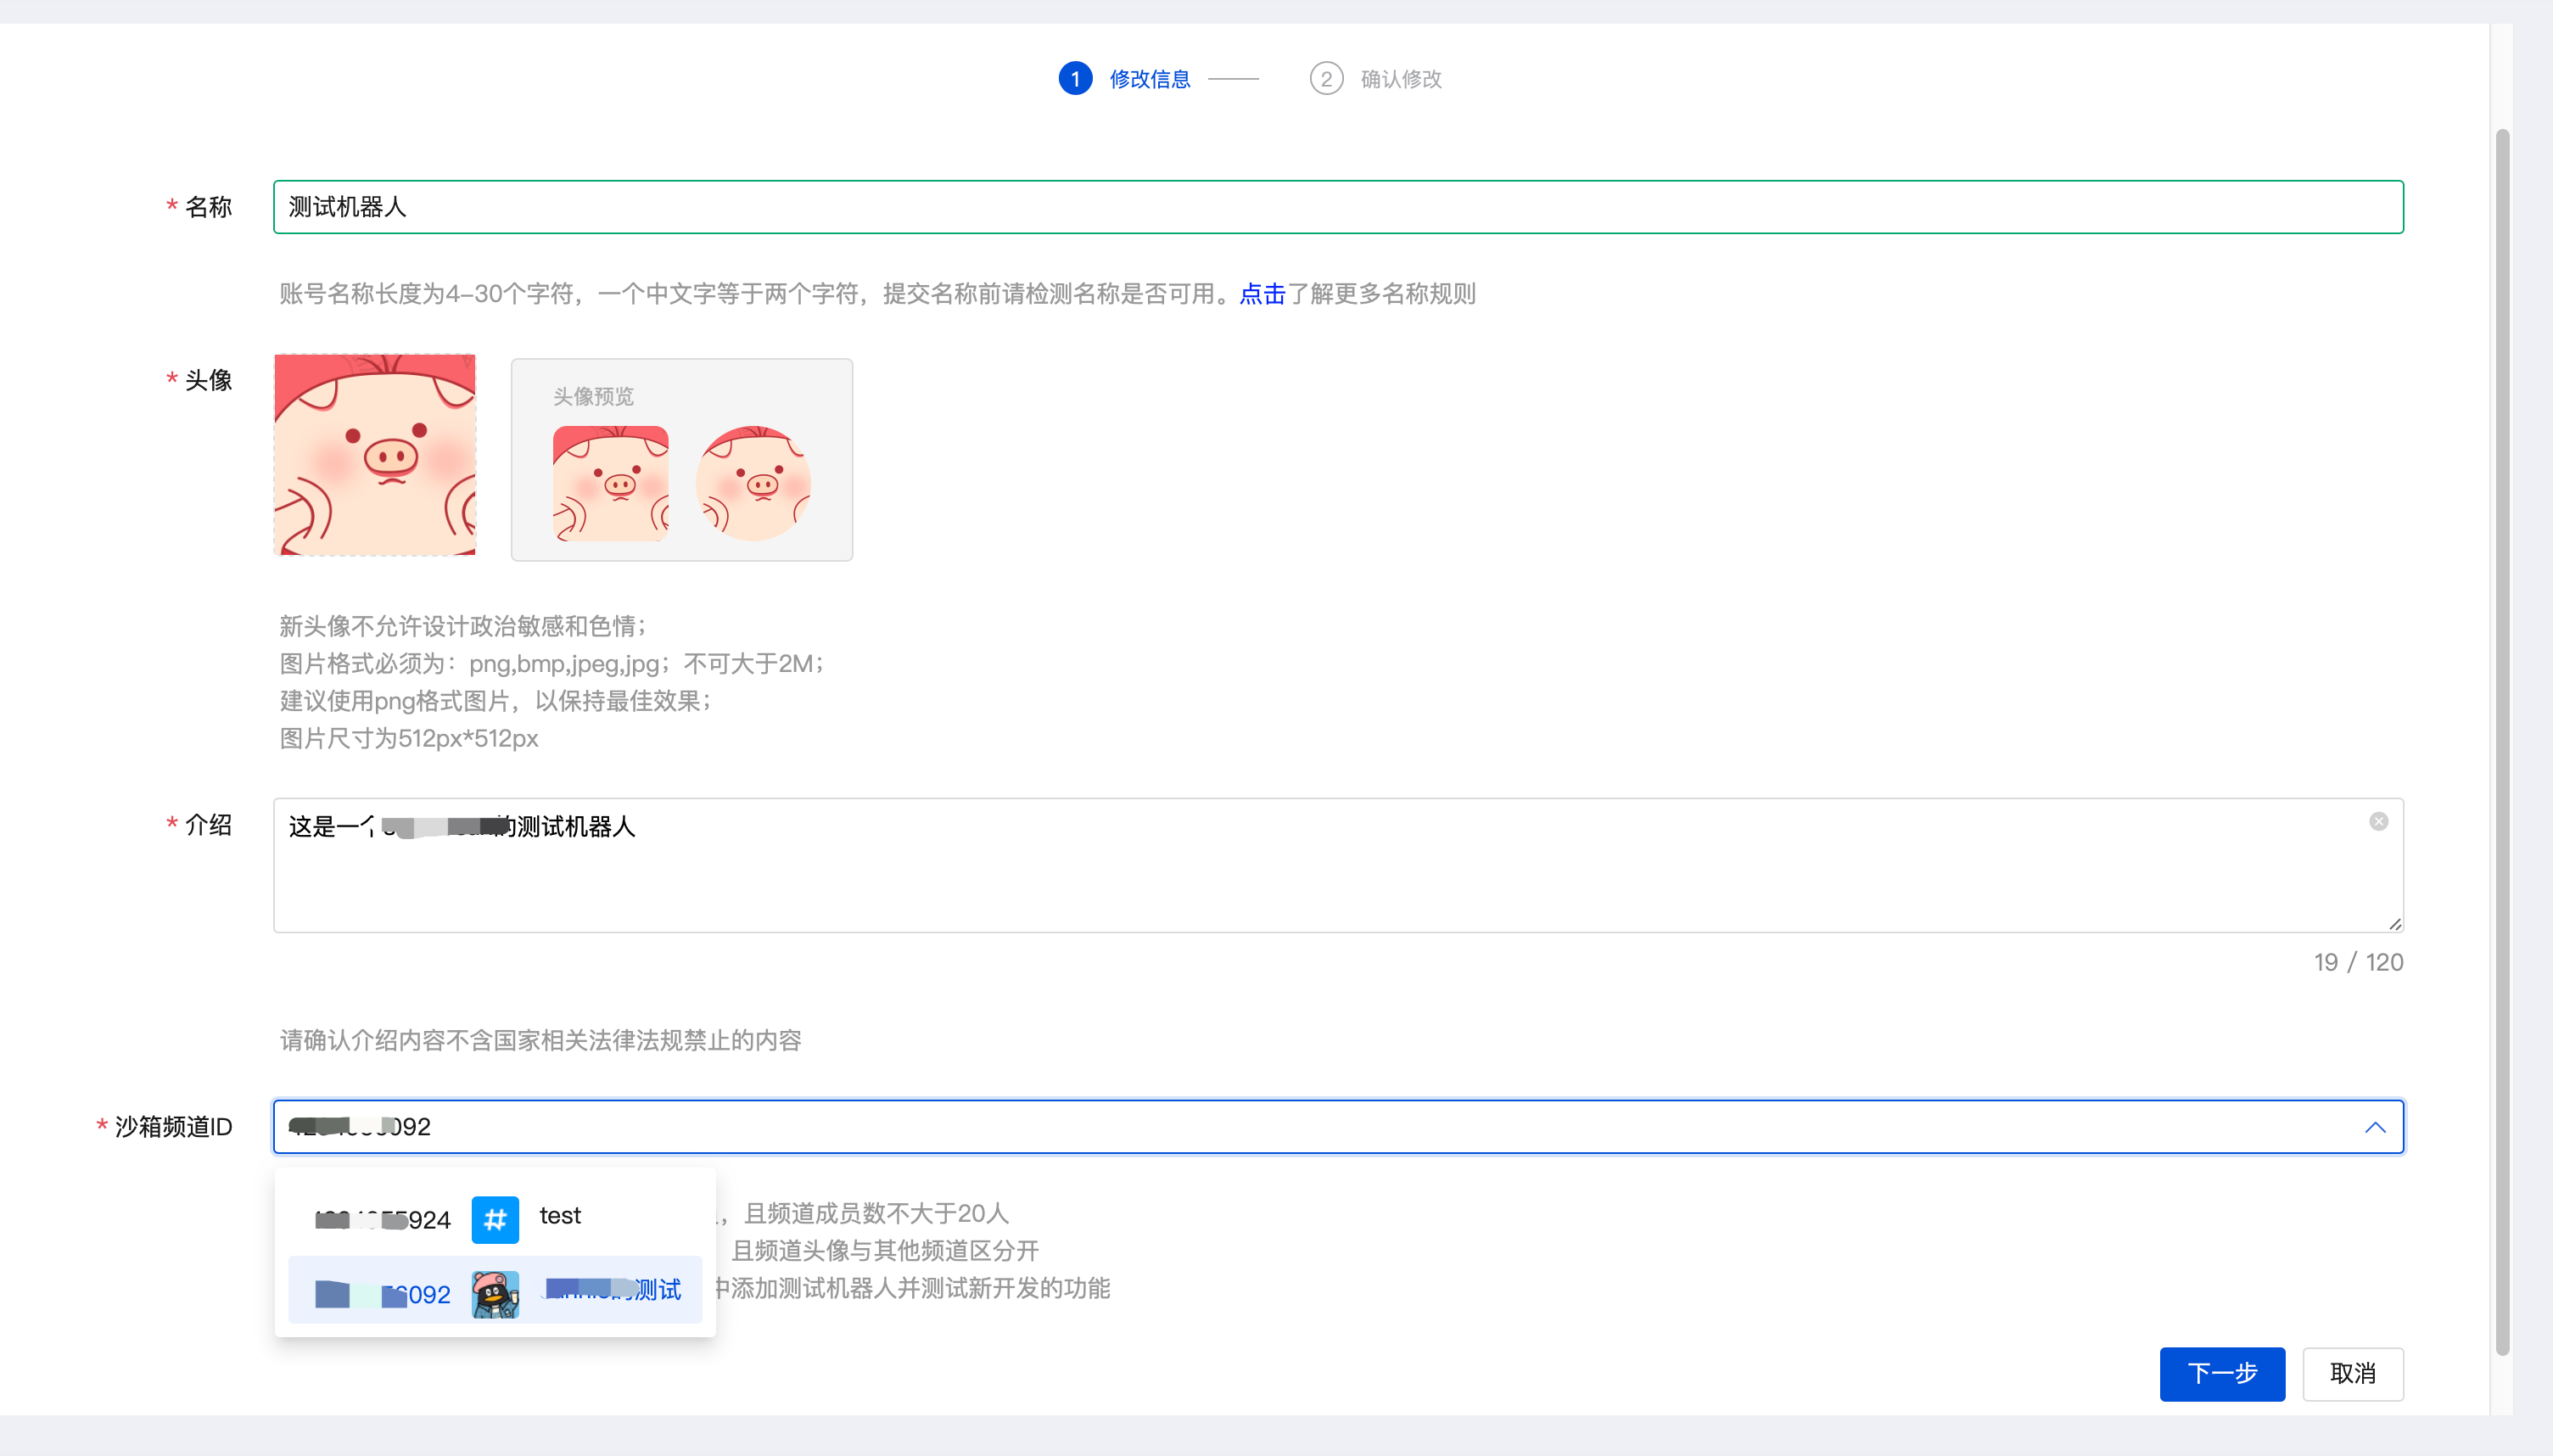 1 修改信息 2 确认修改
* 名称 测试机器人
账号名称长度为4-30个字符，一个中文字等于两个字符，提交名称前请检测名称是否可用。点击了解更多名称规则
* 头像
头像预览
新头像不允许设计政治敏感和色情；
图片格式必须为：png,bmp,jpeg,jpg；不可大于2M；
建议使用png格式图片，以保持最佳效果；
图片尺寸为512px*512px
* 介绍 这是一个 的测试机器人
19 / 120
请确认介绍内容不含国家相关法律法规禁止的内容
* 沙箱频道ID 092
924 # test
，且频道成员数不大于20人
且频道头像与其他频道区分开
6092 的测试
中添加测试机器人并测试新开发的功能
下一步 取消